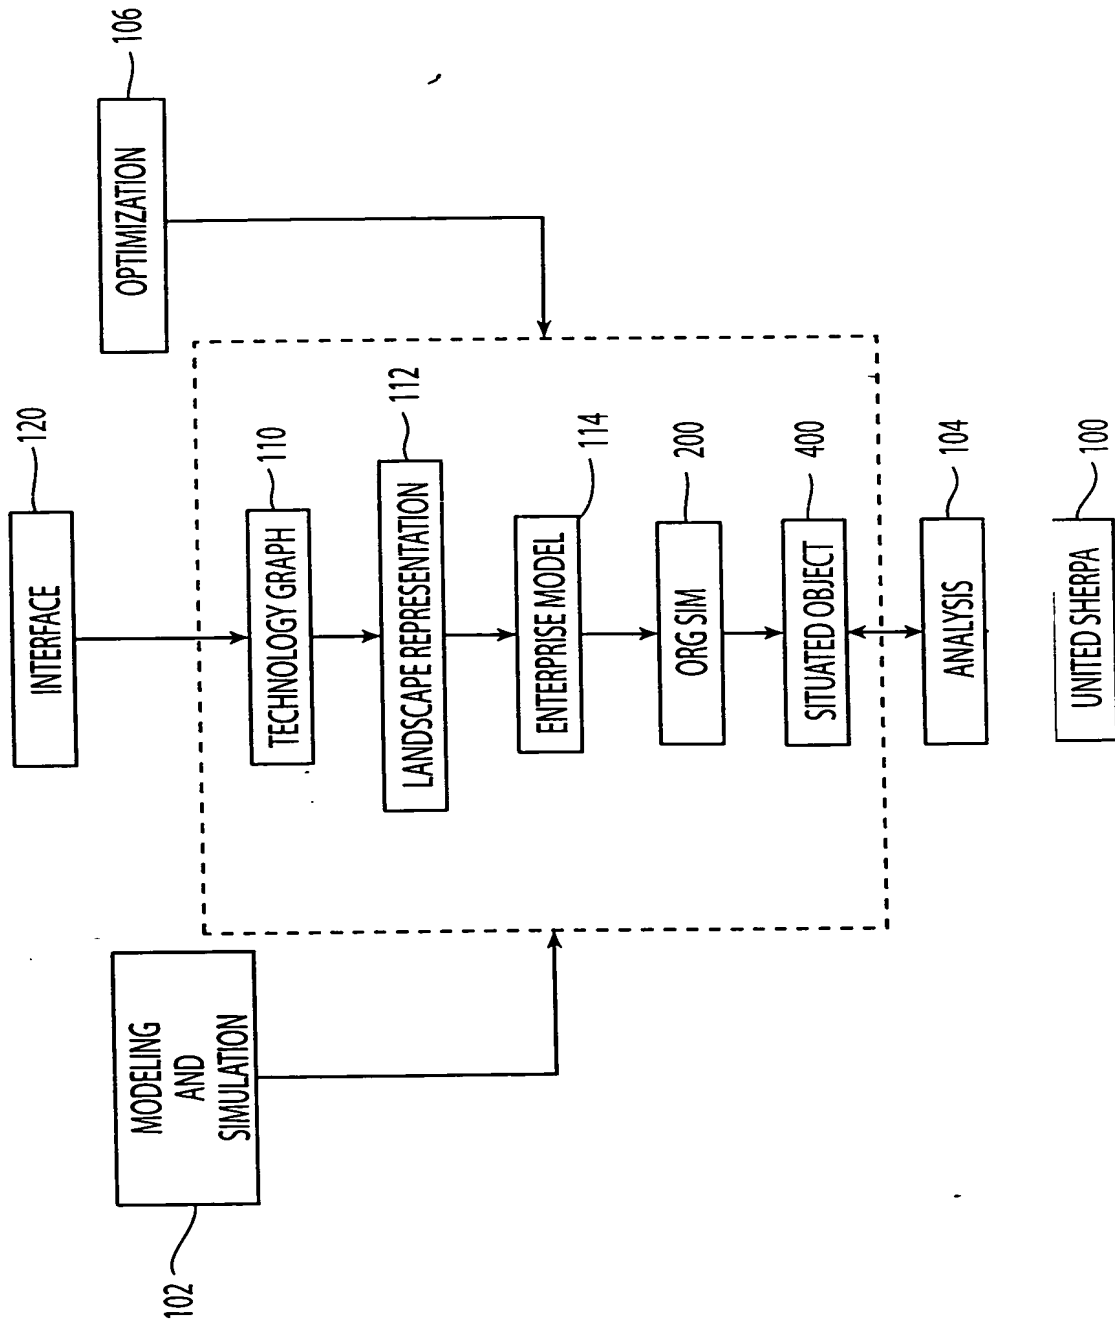 INTERFACE
120
OPTIMIZATION
106
MODELING
AND
SIMULATION
102
TECHNOLOGY GRAPH
110
LANDSCAPE REPRESENTATION
112
ENTERPRISE MODEL
114
ORG SIM
200
SITUATED OBJECT
400
ANALYSIS
104
UNITED SHERPA
100